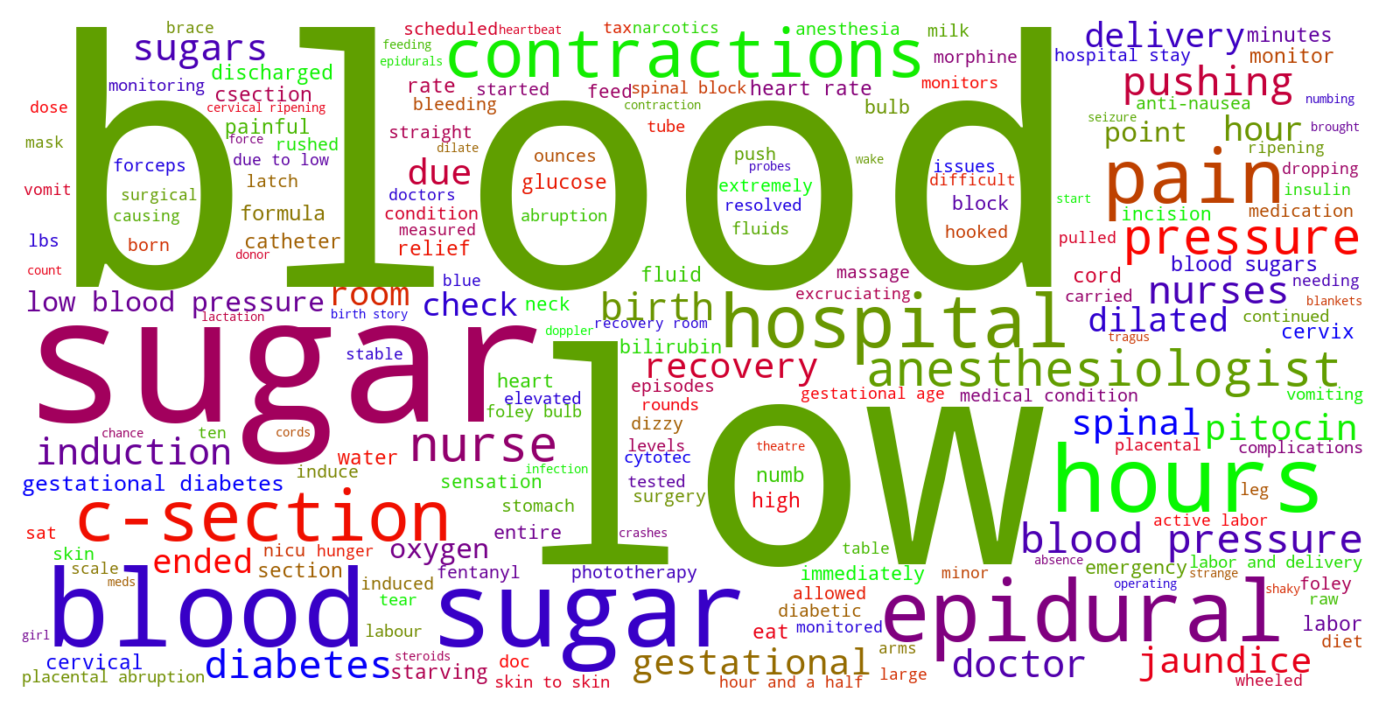 brace
scheduled heartbeat
tax narcotics
anesthesia
milk
delivery minutes
sugars
feeding
epidurals
contractions
morphine
hospital stay
monitor
monitoring
discharged
rate
started
feed spinal block heart rate
monitors
pushing
dose
csection
cervical ripening
bleeding
contraction
bulb
anti-nausea
numbing
mask
painful
force
rushed
straight
dilate
tube
seizure
point
hour
brought
ripening
blood
due to low
forceps
due
ounces
push
probes
wake
issues
pain
dropping
vomit
latch
doctors
glucose
extremely
difficult
start
insulin
surgical
causing
formula
condition
abruption
resolved
block
incision
medication
lbs
born
catheter
measured
relief
fluids
hooked
pulled
pressure
count
donor
blue
fluid
massage
excruciating
cord
carried
blood sugars
needing
low blood pressure
room
check
neck
birth
hospital
nurses
blankets
lactation
birth story
doppler
recovery room
dilated
continued
cervix
tragus
sugar
stable
low
bilirubin
anesthesiologist
heart
elevated
foley bulb
recovery
episodes
rounds
dizzy
gestational age
medical condition
vomiting
chance
ten
cords
nurse
levels
theatre
spinal
pitocin
induction
water
induce
infection
cytotec
numb
placental
complications
gestational diabetes
sensation
tested
high
hours
leg
c-section
stomach
surgery
active labor
sat
entire
crashes
skin
ended
nicu hunger
oxygen
table
blood pressure
scale
section
fentanyl
phototherapy
immediately
minor
absence
emergency
labor and delivery
meds
blood sugar
induced
allowed
operating
strange
shaky
foley
tear
diabetic
epidural
raw
girl
labour
eat
monitored
arms
labor
diet
cervical
diabetes
steroids
starving
doc
gestational
large
doctor
jaundice
placental abruption
skin to skin
hour and a half
wheeled